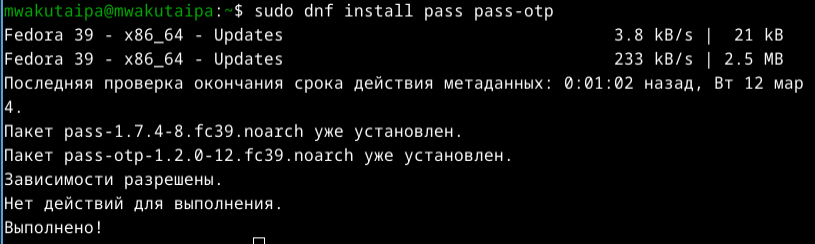 mwakutaipa@mwakutaipa:~$ sudo dnf install pass pass-otp
Fedora 39 - x86_64 - Updates 3.8 kB/s | 21 kB
Fedora 39 - x86_64 - Updates 233 kB/s | 2.5 MB
Последняя проверка окончания срока действия метаданных: 0:01:02 назад, Вт 12 мар
4.
Пакет pass-1.7.4-8.fc39.noarch уже установлен.
Пакет pass-otp-1.2.0-12.fc39.noarch уже установлен.
Зависимости разрешены.
Нет действий для выполнения.
Выполнено!